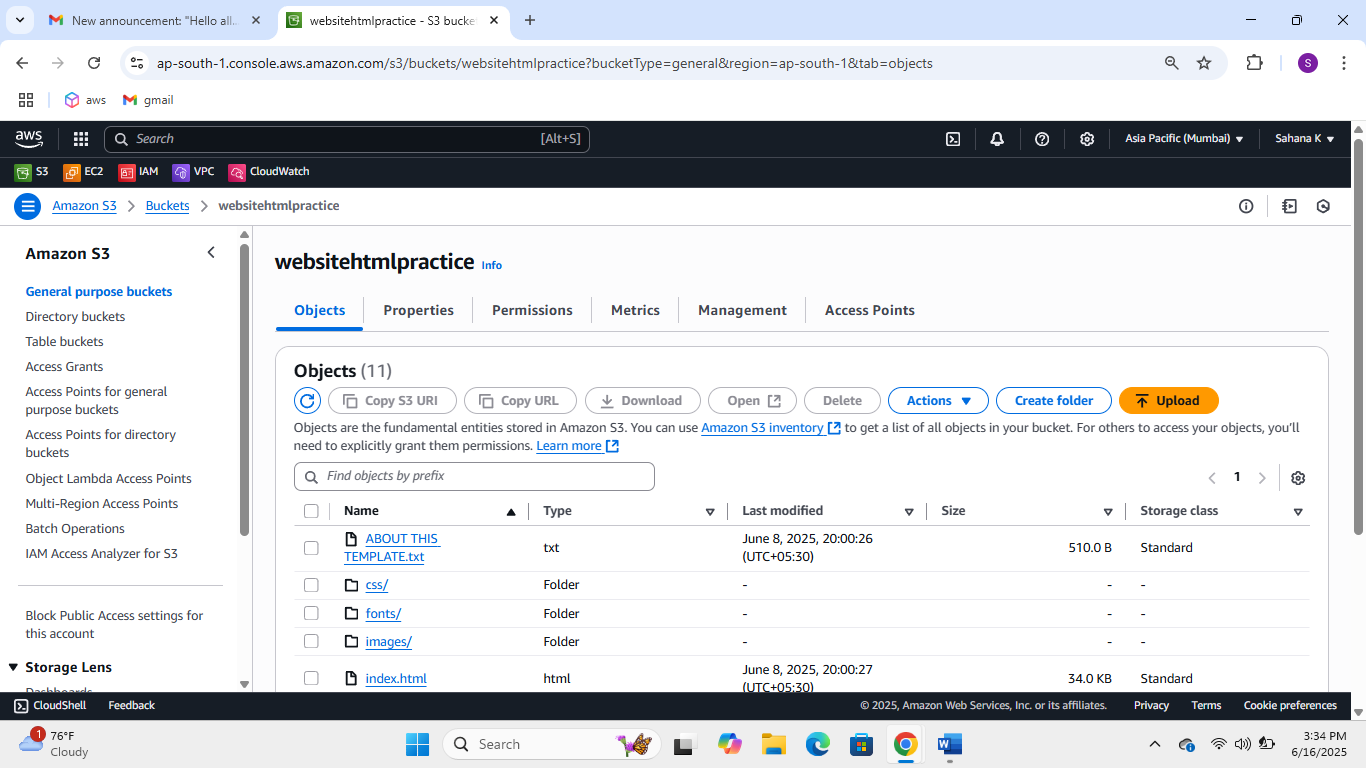 New announcement: "Hello all...
websitehtmlpractice - S3 bucke
ap-south-1.console.aws.amazon.com/s3/buckets/websitehtmlpractice?bucketType=general&region=ap-south-1&tab=objects
S
aws
gmail
aws
Search
[Alt+S]
Asia Pacific (Mumbai)
Sahana K
S3
EC2
IAM
VPC
CloudWatch
Amazon S3
Buckets
websitehtmlpractice
Amazon S3
General purpose buckets
Directory buckets
Table buckets
Access Grants
Access Points for general
purpose buckets
Access Points for directory
buckets
Object Lambda Access Points
Multi-Region Access Points
Batch Operations
IAM Access Analyzer for S3
Block Public Access settings for
this account
Storage Lens
Dashboards
websitehtmlpractice Info
Objects
Properties
Permissions
Metrics
Management
Access Points
Objects (11)
Copy S3 URI
Copy URL
Download
Open
Delete
Actions
Create folder
Upload
Objects are the fundamental entities stored in Amazon S3. You can use Amazon S3 inventory to get a list of all objects in your bucket. For others to access your objects, you'll
need to explicitly grant them permissions. Learn more
Find objects by prefix
1
Name
Type
Last modified
Size
Storage class
ABOUT THIS
TEMPLATE.txt
txt
June 8, 2025, 20:00:26
(UTC+05:30)
510.0 B
Standard
css/
Folder
-
-
-
fonts/
Folder
-
-
-
images/
Folder
-
-
-
index.html
html
June 8, 2025, 20:00:27
(UTC+05:30)
34.0 KB
Standard
CloudShell
Feedback
© 2025, Amazon Web Services, Inc. or its affiliates.
Privacy
Terms
Cookie preferences
1
76°F
Cloudy
Search
3:34 PM
6/16/2025